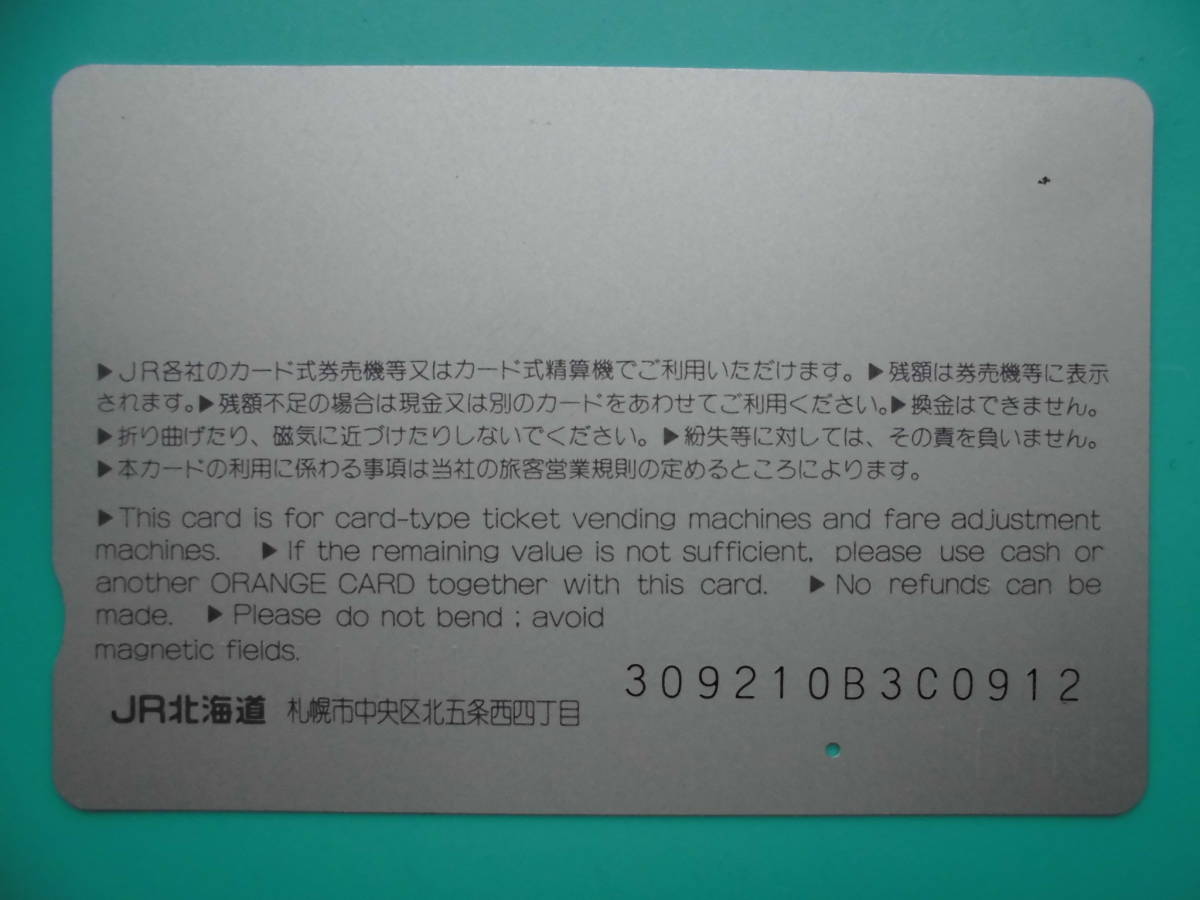 ▶JR各社のカード式券売機等又はカード式精算機でご利用いただけます。▶残額は券売機等に表示
されます。▶残額不足の場合は現金又は別のカードをあわせてご利用ください。▶換金はできません。
▶折り曲げたり、磁気に近づけたりしないでください。▶紛失等に対しては、その責を負いません。
▶本カードの利用に係わる事項は当社の旅客営業規則の定めるところによります。
▶This card is for card-type ticket vending machines and fare adjustment
machines. ▶If the remaining value is not sufficient, please use cash or
another ORANGE CARD together with this card. ▶No refunds can be
made. ▶Please do not bend ; avoid
magnetic fields.
309210B3C0912
JR北海道 札幌市中央区北五条西四丁目